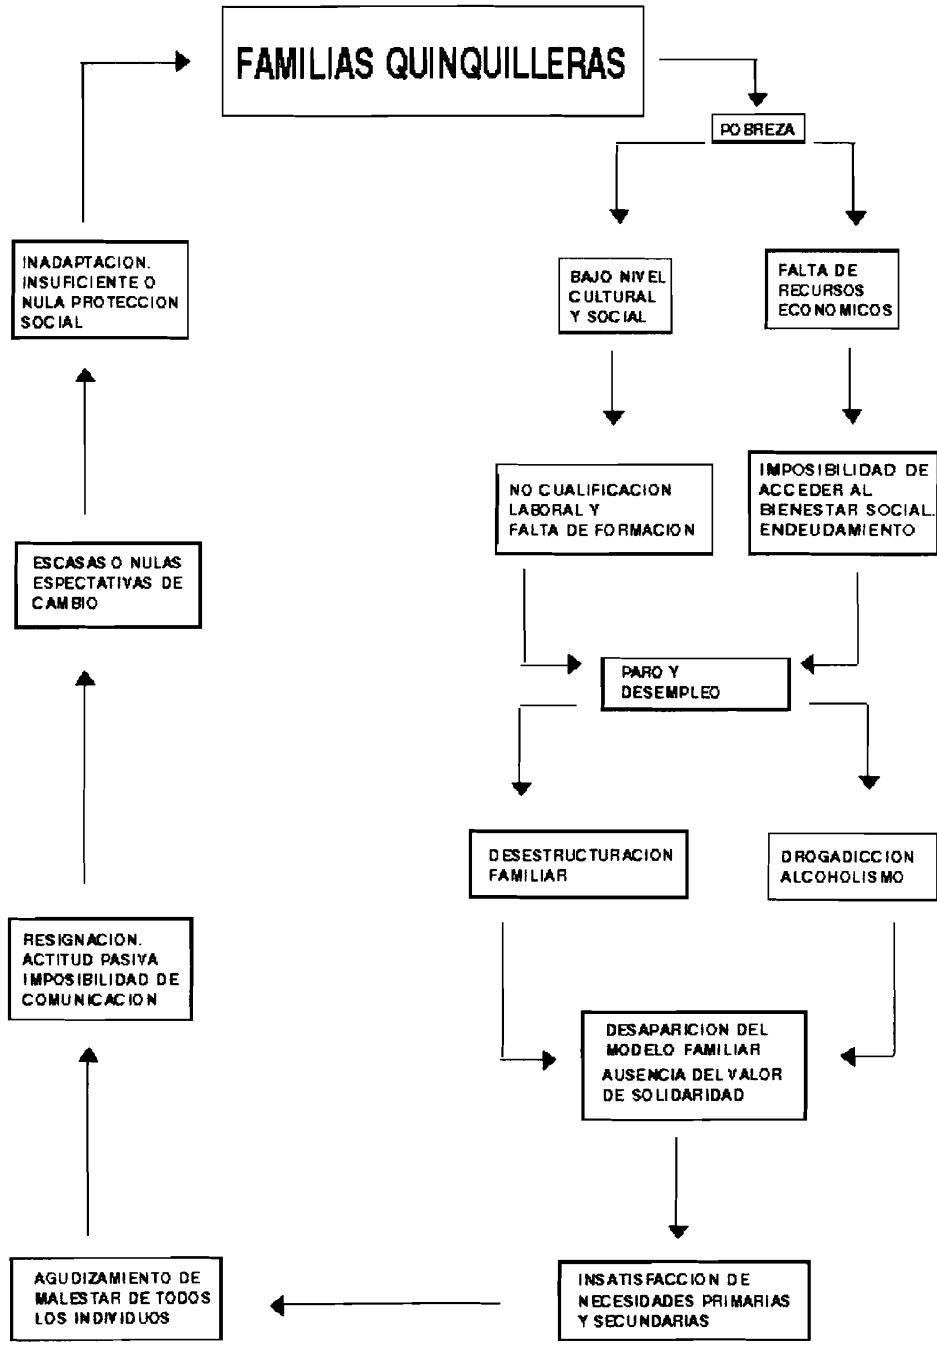 FAMILIAS QUINQUILLERAS
POBREZA
BAJO NIVEL
CULTURAL
Y SOCIAL
FALTA DE
RECURSOS
ECONOMICOS
NO CUALIFICACION
LABORAL Y
FALTA DE FORMACION
IMPOSIBILIDAD DE
ACCEDER AL
BIENESTAR SOCIAL.
ENDEUDAMIENTO
PARO Y
DESEMPLEO
DESESTRUCTURACION
FAMILIAR
DROGADICCION
ALCOHOLISMO
DESAPARICION DEL
MODELO FAMILIAR
AUSENCIA DEL VALOR
DE SOLIDARIDAD
INSATISFACCION DE
NECESIDADES PRIMARIAS
Y SECUNDARIAS
AGUDIZAMIENTO DE
MALESTAR DE TODOS
LOS INDIVIDUOS
RESIGNACION.
ACTITUD PASIVA
IMPOSIBILIDAD DE
COMUNICACION
ESCASAS O NULAS
ESPECTATIVAS DE
CAMBIO
INADAPTACION.
INSUFICIENTE O
NULA PROTECCION
SOCIAL